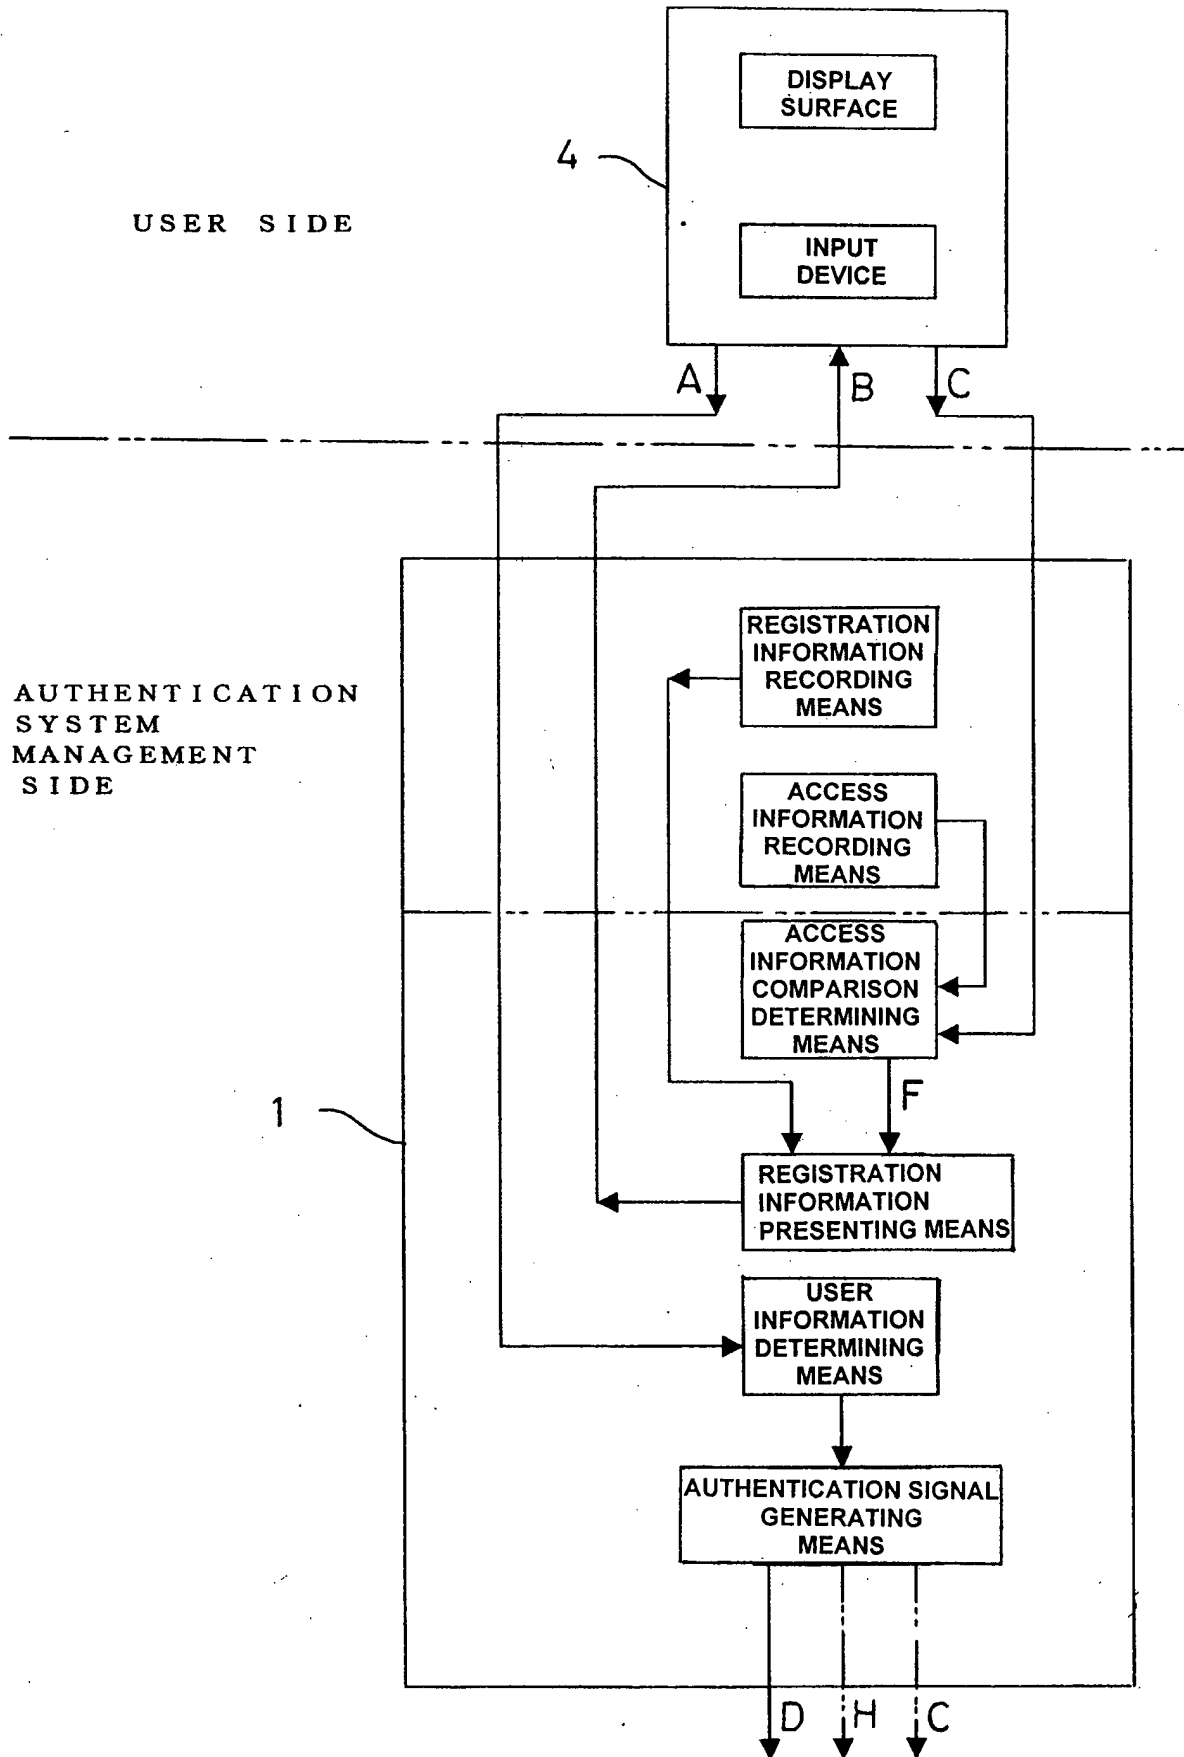 DISPLAY
SURFACE
4
USER SIDE
INPUT
DEVICE
A
B
C
REGISTRATION
INFORMATION
RECORDING
MEANS
AUTHENTICATION
SYSTEM
MANAGEMENT
SIDE
ACCESS
INFORMATION
RECORDING
MEANS
ACCESS
INFORMATION
COMPARISON
DETERMINING
MEANS
F
1
REGISTRATION
INFORMATION
PRESENTING MEANS
USER
INFORMATION
DETERMINING
MEANS
AUTHENTICATION SIGNAL
GENERATING
MEANS
D
H
C